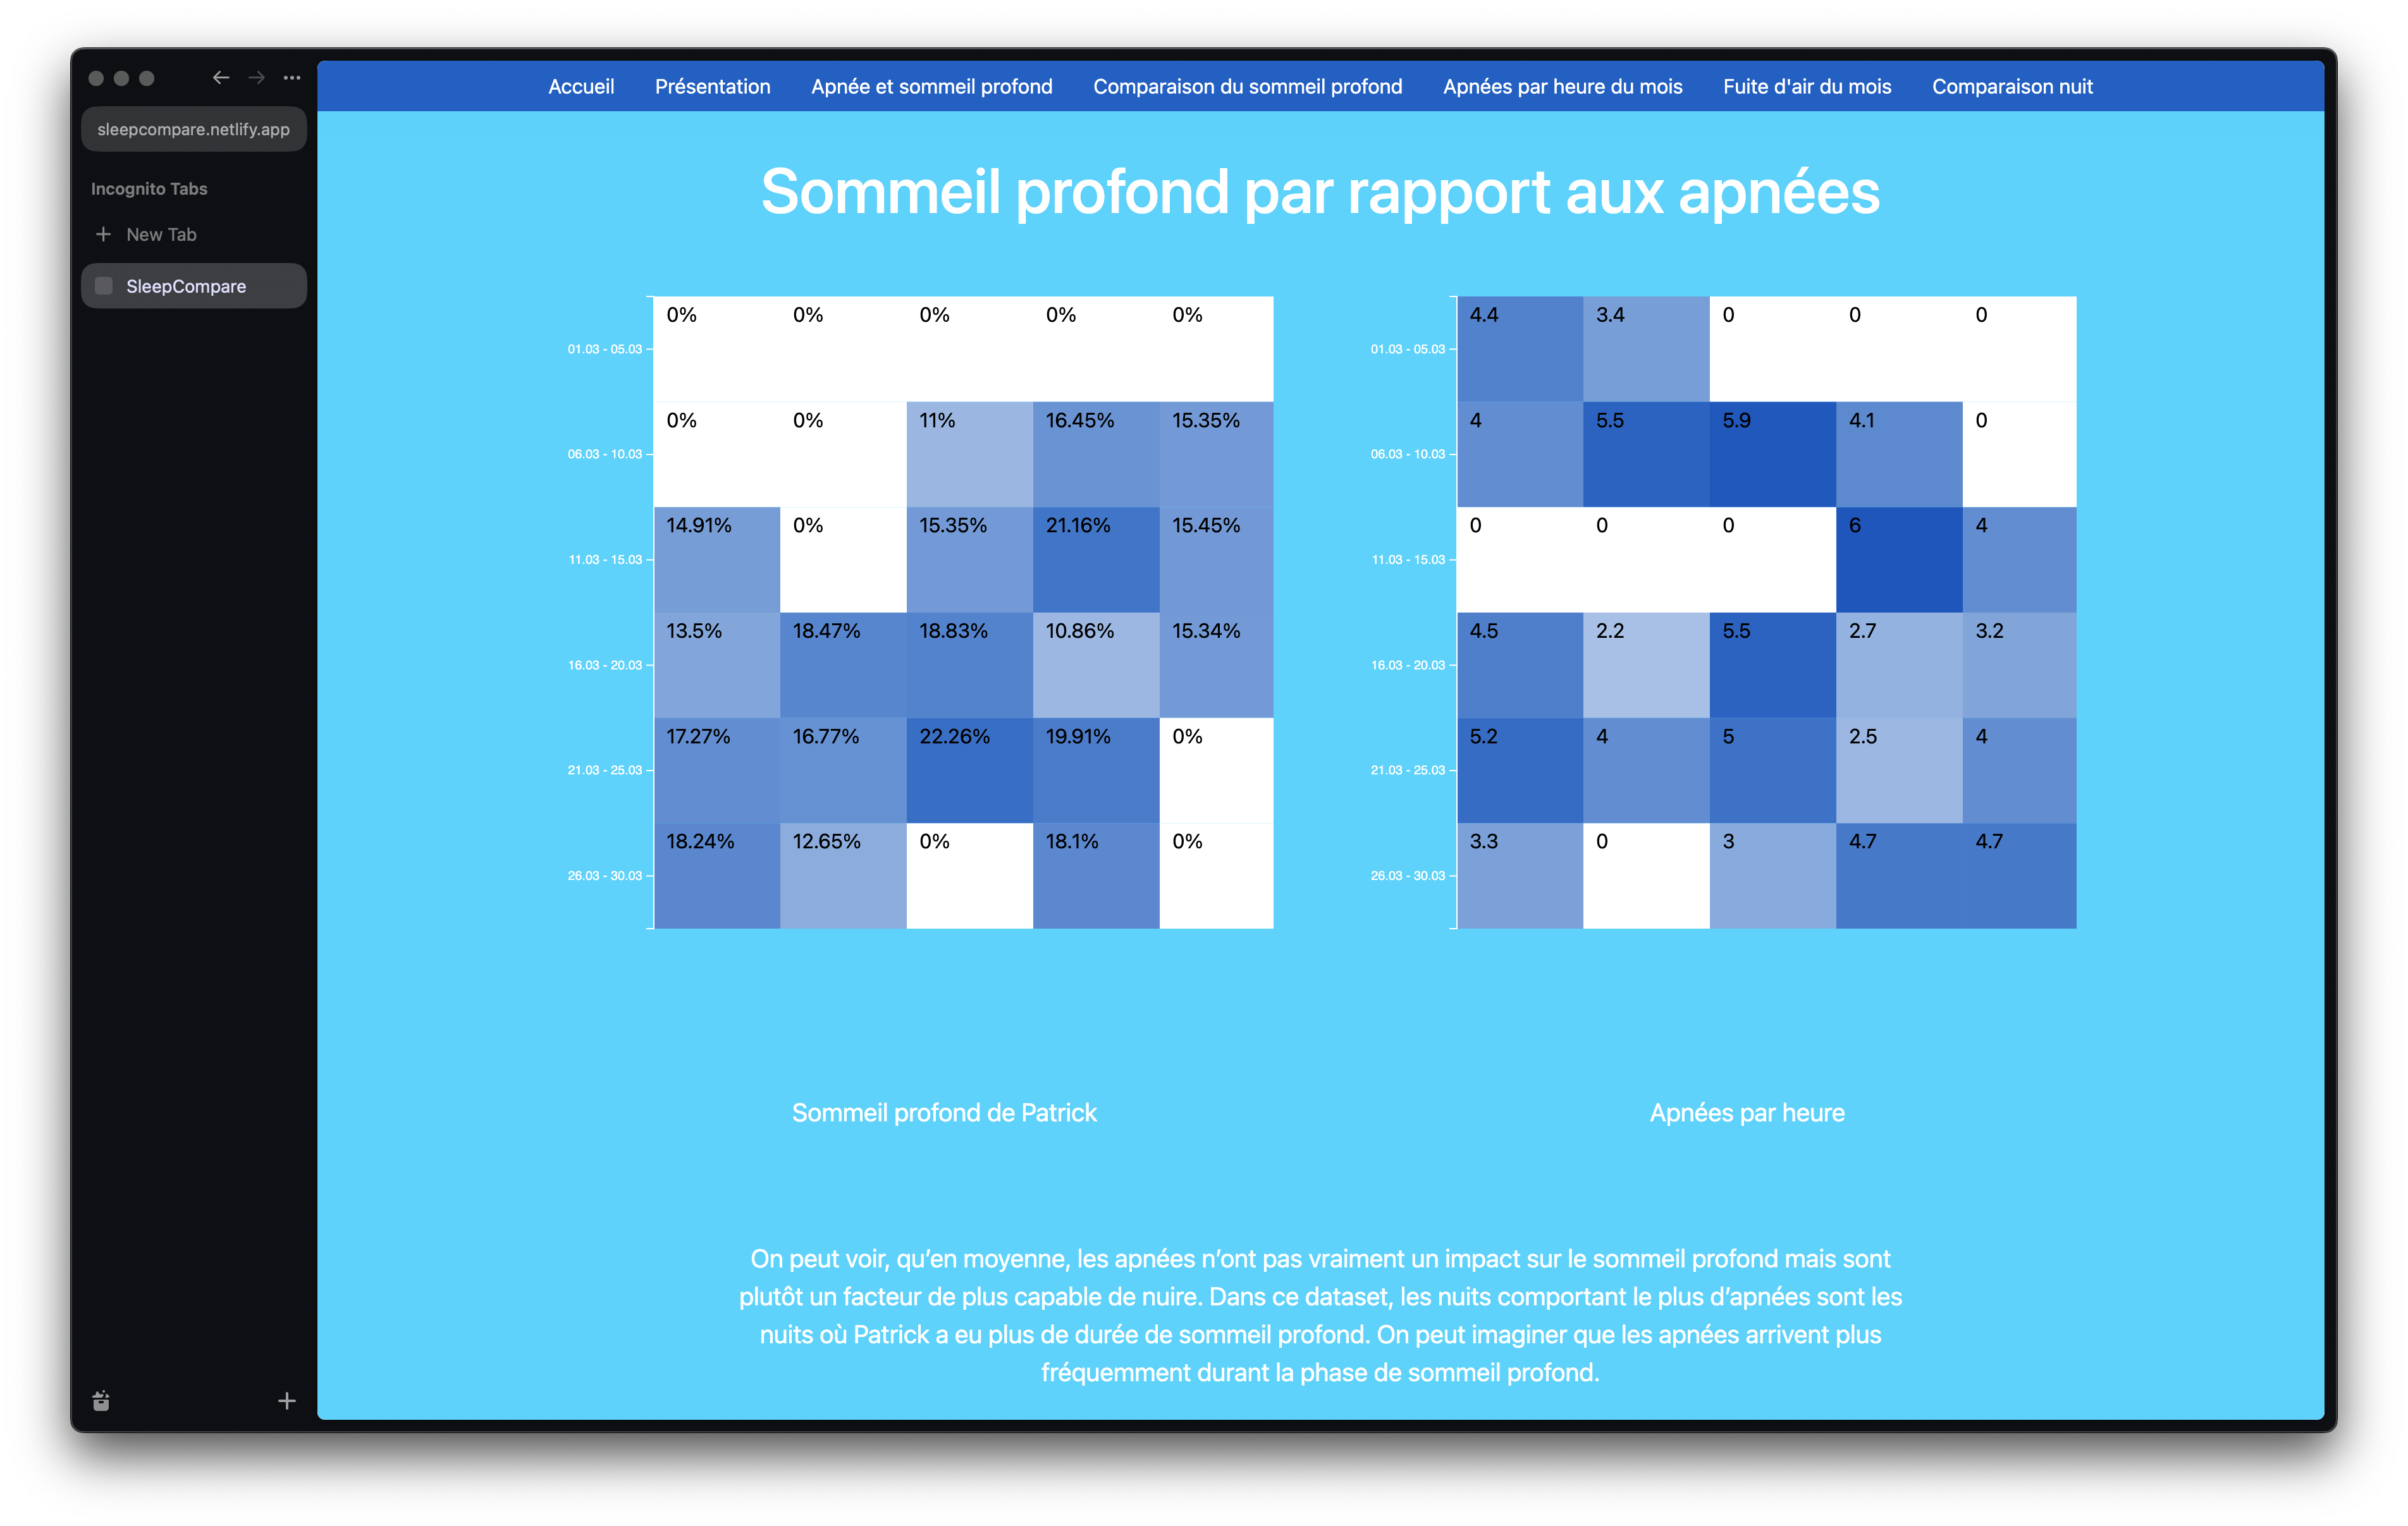 Accueil Présentation Apnée et sommeil profond Comparaison du sommeil profond Apnées par heure du mois Fuite d'air du mois Comparaison nuit
sleepcompare.netlify.app
Incognito Tabs
New Tab
SleepCompare
Sommeil profond par rapport aux apnées
01.03 - 05.03 0% 0% 0% 0% 0%
06.03 - 10.03 0% 0% 11% 16.45% 15.35%
11.03 - 15.03 14.91% 0% 15.35% 21.16% 15.45%
16.03 - 20.03 13.5% 18.47% 18.83% 10.86% 15.34%
21.03 - 25.03 17.27% 16.77% 22.26% 19.91% 0%
26.03 - 30.03 18.24% 12.65% 0% 18.1% 0%
Sommeil profond de Patrick
01.03 - 05.03 4.4 3.4 0 0 0
06.03 - 10.03 4 5.5 5.9 4.1 0
11.03 - 15.03 0 0 0 6 4
16.03 - 20.03 4.5 2.2 5.5 2.7 3.2
21.03 - 25.03 5.2 4 5 2.5 4
26.03 - 30.03 3.3 0 3 4.7 4.7
Apnées par heure
On peut voir, qu’en moyenne, les apnées n’ont pas vraiment un impact sur le sommeil profond mais sont
plutôt un facteur de plus capable de nuire. Dans ce dataset, les nuits comportant le plus d’apnées sont les
nuits où Patrick a eu plus de durée de sommeil profond. On peut imaginer que les apnées arrivent plus
fréquemment durant la phase de sommeil profond.